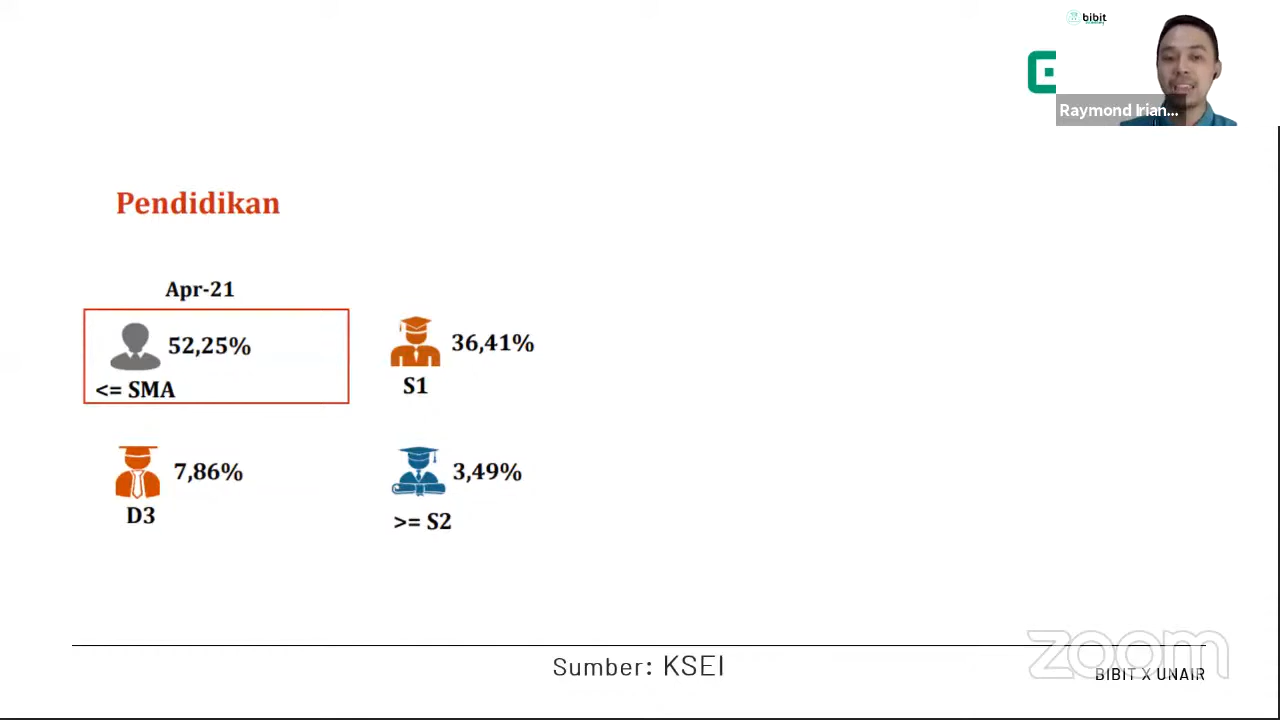 bibit
Raymond Irian...
Pendidikan
Apr-21
52,25%
<= SMA
36,41%
S1
7,86%
D3
3,49%
>= S2
Sumber: KSEI
zoom
BIBIT X UNAIR